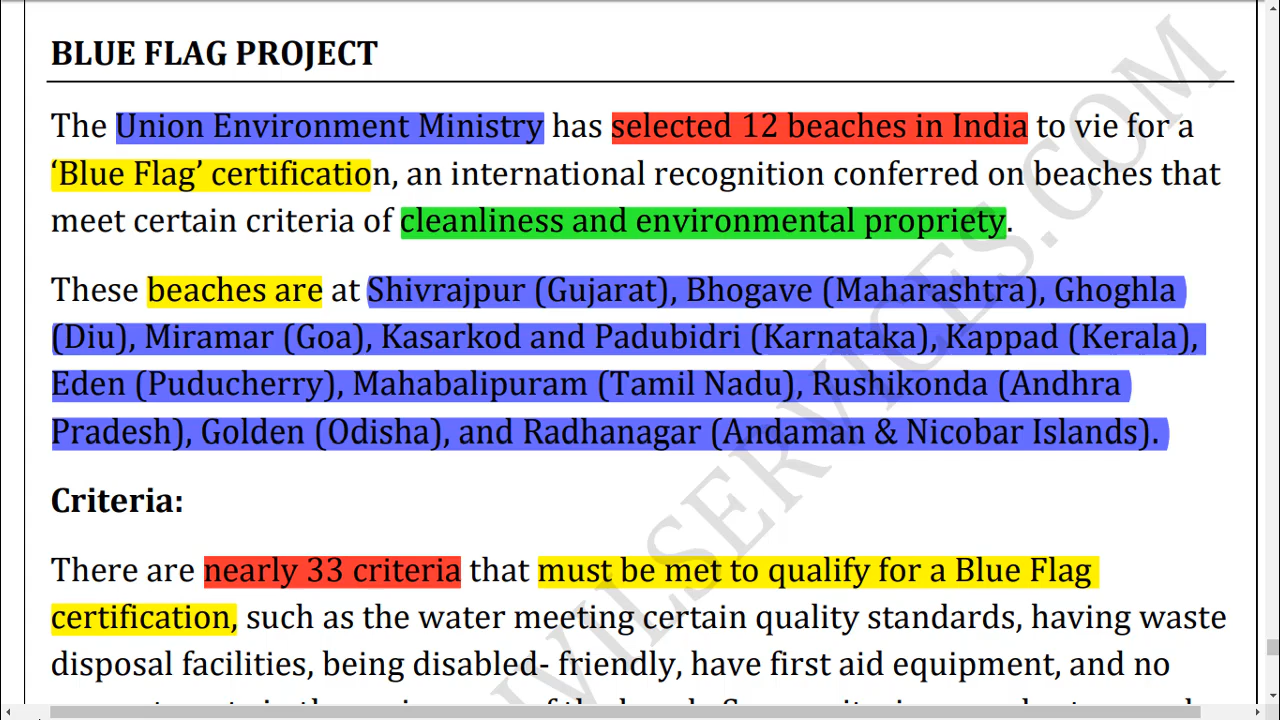 BLUE FLAG PROJECT
The Union Environment Ministry has selected 12 beaches in India to vie for a
‘Blue Flag’ certification, an international recognition conferred on beaches that
meet certain criteria of cleanliness and environmental propriety.
These beaches are at Shivrajpur (Gujarat), Bhogave (Maharashtra), Ghoghla
(Diu), Miramar (Goa), Kasarkod and Padubidri (Karnataka), Kappad (Kerala),
Eden (Puducherry), Mahabalipuram (Tamil Nadu), Rushikonda (Andhra
Pradesh), Golden (Odisha), and Radhanagar (Andaman & Nicobar Islands).
Criteria:
There are nearly 33 criteria that must be met to qualify for a Blue Flag
certification, such as the water meeting certain quality standards, having waste
disposal facilities, being disabled- friendly, have first aid equipment, and no
VILSERVICES.COM